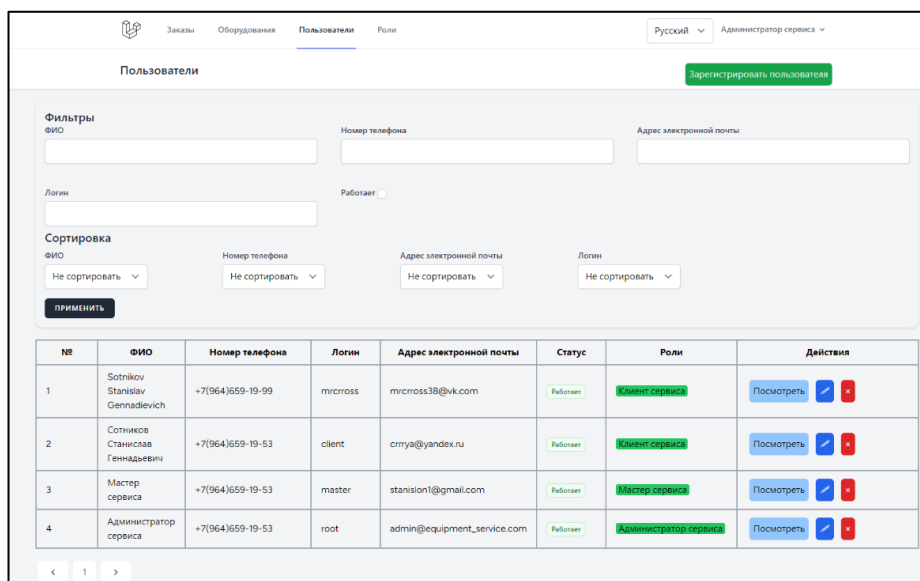 Заказы Оборудования Пользователи Роли Русский Администратор сервиса
Пользователи Зарегистрировать пользователя
Фильтры
ФИО Номер телефона Адрес электронной почты
Логин Работает
Сортировка
ФИО Номер телефона Адрес электронной почты Логин
Не сортировать Не сортировать Не сортировать Не сортировать
ПРИМЕНИТЬ
№ ФИО Номер телефона Логин Адрес электронной почты Статус Роли Действия
1 Sotnikov Stanislav Gennadievich +7(964)659-19-99 mrcrross mrcrross38@vk.com Работает Клиент сервиса Посмотреть ×
2 Сотников Станислав Геннадьевич +7(964)659-19-53 client crrrya@yandex.ru Работает Клиент сервиса Посмотреть ×
3 Мастер сервиса +7(964)659-19-53 master stanislon1@gmail.com Работает Мастер сервиса Посмотреть ×
4 Администратор сервиса +7(964)659-19-53 root admin@equipment_service.com Работает Администратор сервиса Посмотреть ×
‹ 1 ›